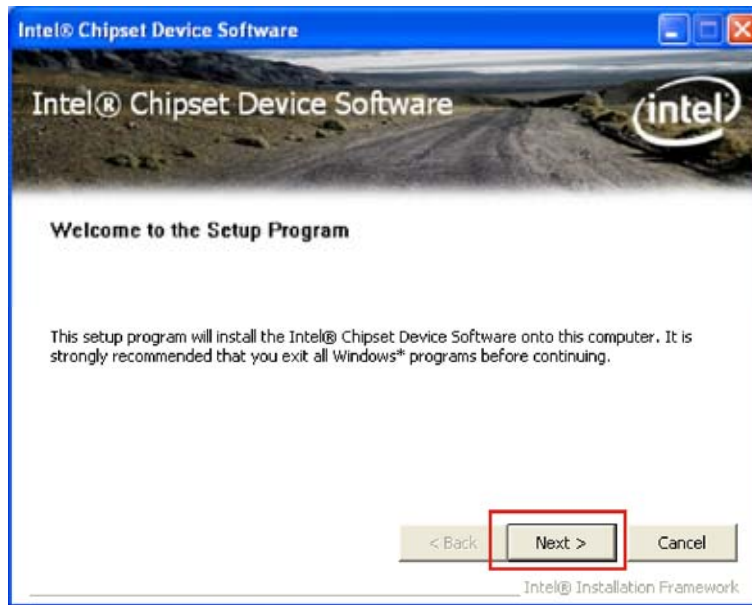 Intel® Chipset Device Software
Intel® Chipset Device Software
intel
Welcome to the Setup Program
This setup program will install the Intel® Chipset Device Software onto this computer. It is
strongly recommended that you exit all Windows* programs before continuing.
< Back
Next >
Cancel
Intel® Installation Framework